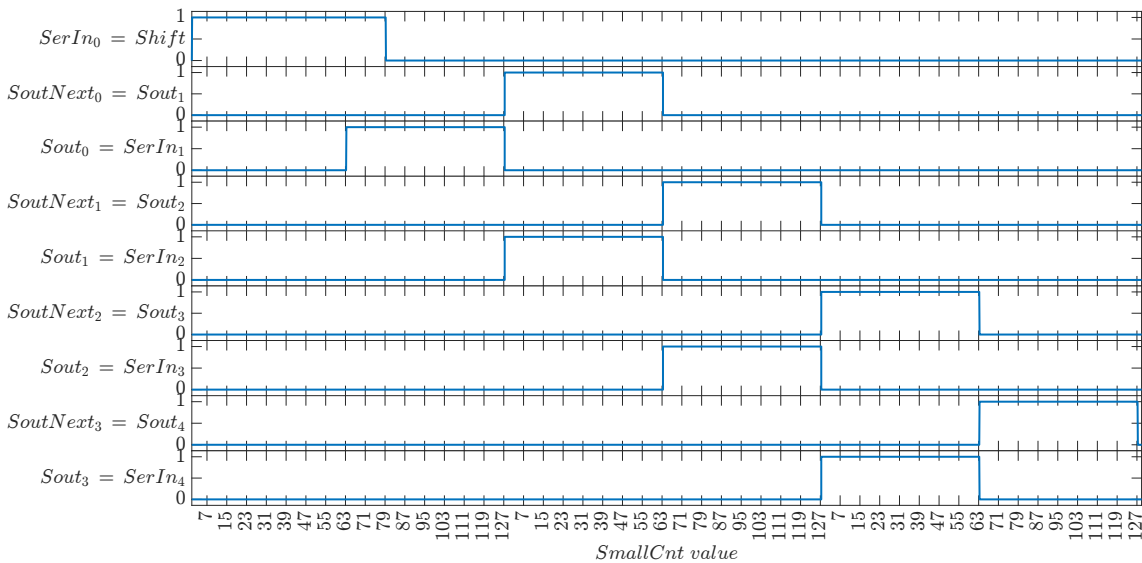 SerIn₀ = Shift
1
0
SoutNext₀ = Sout₁
1
0
Sout₀ = SerIn₁
1
0
SoutNext₁ = Sout₂
1
0
Sout₁ = SerIn₂
1
0
SoutNext₂ = Sout₃
1
0
Sout₂ = SerIn₃
1
0
SoutNext₃ = Sout₄
1
0
Sout₃ = SerIn₄
1
0
7 15 23 31 39 47 55 63 71 79 87 95 103 111 119 127 7 15 23 31 39 47 55 63 71 79 87 95 103 111 119 127 7 15 23 31 39 47 55 63 71 79 87 95 103 111 119 127
SmallCnt value